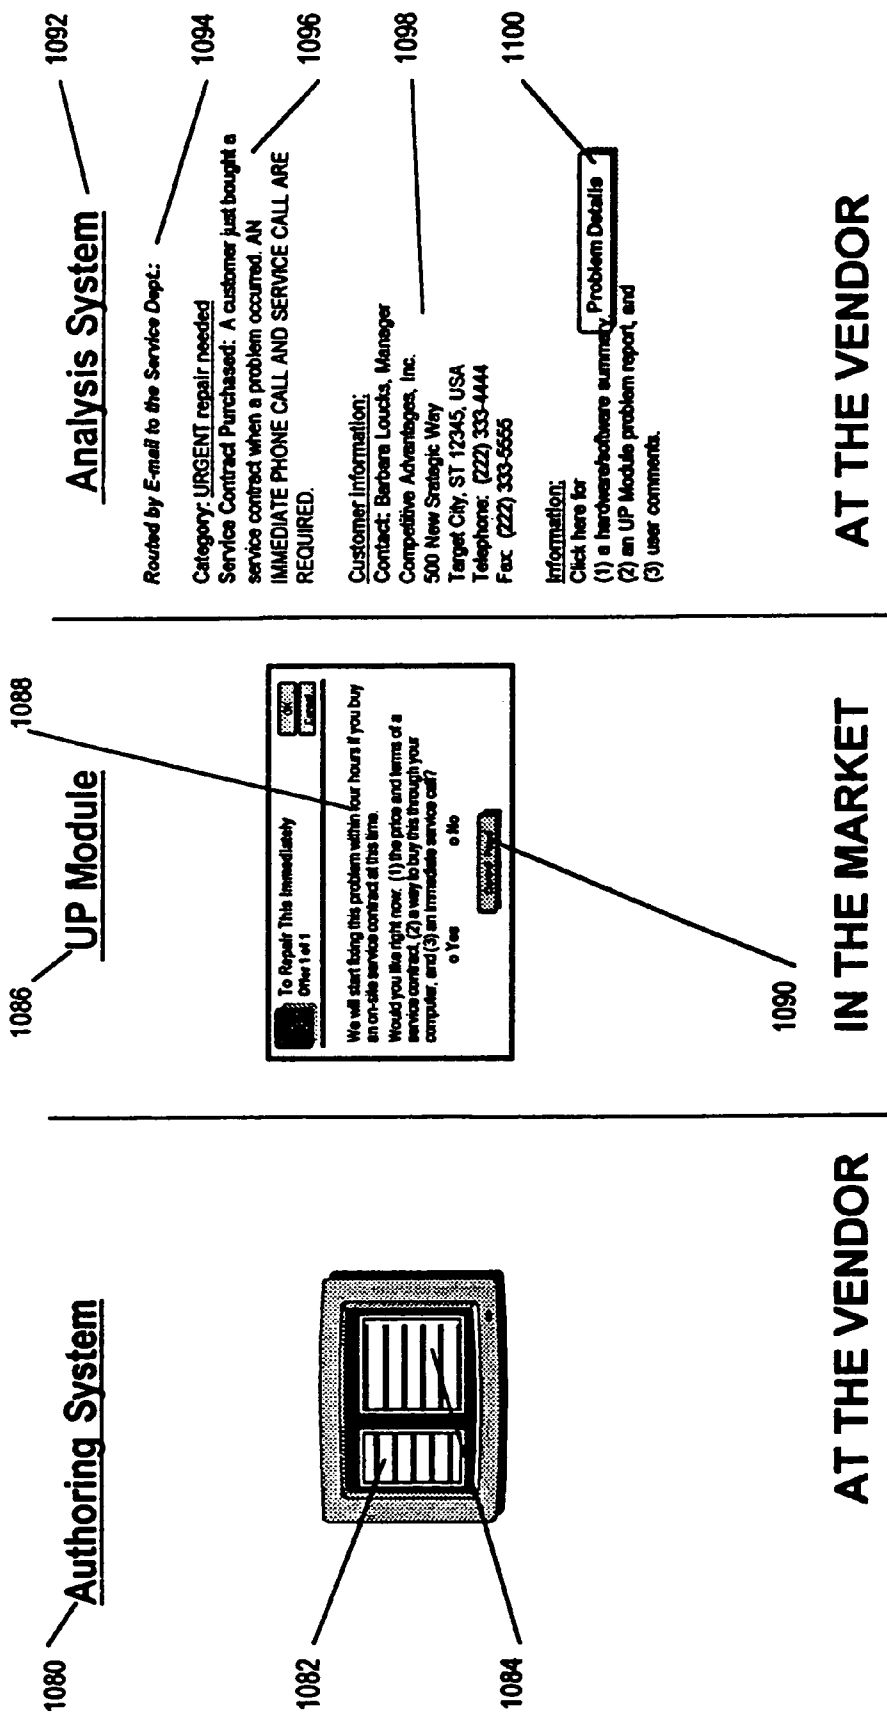 1080
Authoring System
1082
1084
AT THE VENDOR
1086
UP Module
1088
To Repair This Immediately
Offer 1 of 1
OK
Cancel
We will start fixing this problem within four hours if you buy
an on-site service contract at this time.
Would you like right now: (1) the price and terms of a
service contract, (2) a way to buy this through your
computer, and (3) an immediate service call?
o Yes
o No
1090
IN THE MARKET
Analysis System
1092
Routed by E-mail to the Service Dept.:
1094
Category: URGENT repair needed
Service Contract Purchased: A customer just bought a
service contract when a problem occurred. AN
IMMEDIATE PHONE CALL AND SERVICE CALL ARE
REQUIRED.
1096
Customer Information:
Contact: Barbara Loucks, Manager
Competitive Advantages, Inc.
500 New Srategic Way
Target City, ST 12345, USA
Telephone: (222) 333-4444
Fax: (222) 333-5555
1098
Information:
Click here for
(1) a hardware/software summary,
(2) an UP Module problem report, and
(3) user comments.
Problem Details
1100
AT THE VENDOR